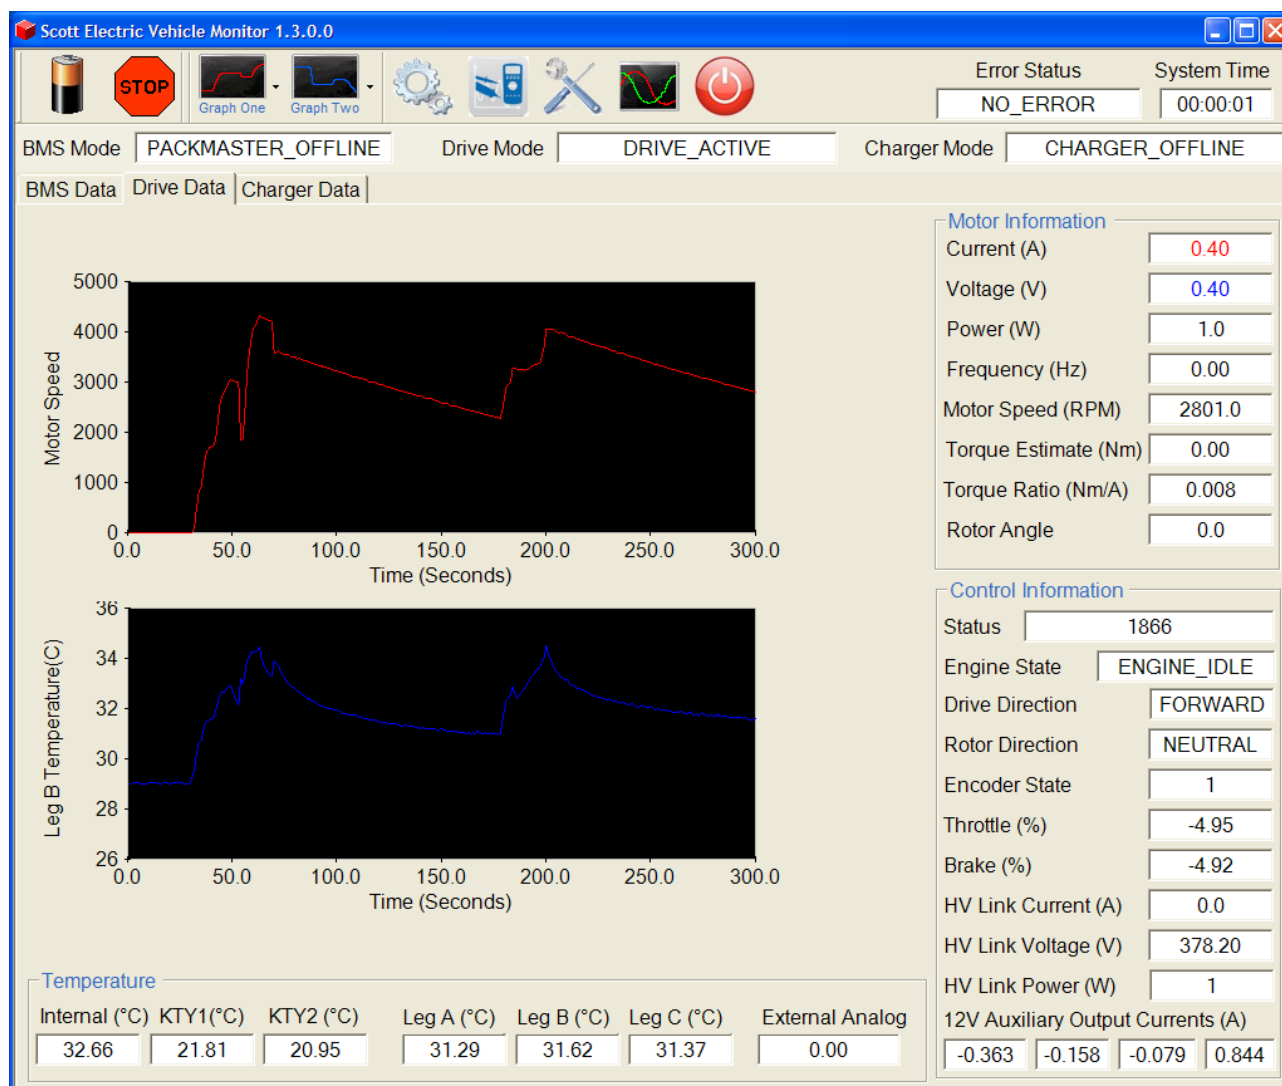 Scott Electric Vehicle Monitor 1.3.0.0
STOP
Graph One
Graph Two
Error Status
System Time
NO_ERROR
00:00:01
BMS Mode PACKMASTER_OFFLINE
Drive Mode DRIVE_ACTIVE
Charger Mode CHARGER_OFFLINE
BMS Data Drive Data Charger Data
Motor Speed
5000
4000
3000
2000
1000
0
0.0 50.0 100.0 150.0 200.0 250.0 300.0
Time (Seconds)
Leg B Temperature(C)
36
34
32
30
28
26
0.0 50.0 100.0 150.0 200.0 250.0 300.0
Time (Seconds)
Motor Information
Current (A) 0.40
Voltage (V) 0.40
Power (W) 1.0
Frequency (Hz) 0.00
Motor Speed (RPM) 2801.0
Torque Estimate (Nm) 0.00
Torque Ratio (Nm/A) 0.008
Rotor Angle 0.0
Control Information
Status 1866
Engine State ENGINE_IDLE
Drive Direction FORWARD
Rotor Direction NEUTRAL
Encoder State 1
Throttle (%) -4.95
Brake (%) -4.92
HV Link Current (A) 0.0
HV Link Voltage (V) 378.20
HV Link Power (W) 1
12V Auxiliary Output Currents (A)
-0.363 -0.158 -0.079 0.844
Temperature
Internal (°C) KTY1(°C) KTY2 (°C) Leg A (°C) Leg B (°C) Leg C (°C) External Analog
32.66 21.81 20.95 31.29 31.62 31.37 0.00